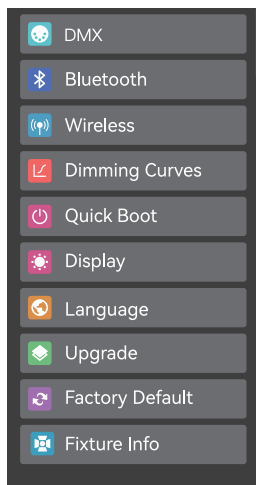 DMX
Bluetooth
Wireless
Dimming Curves
Quick Boot
Display
Language
Upgrade
Factory Default
Fixture Info